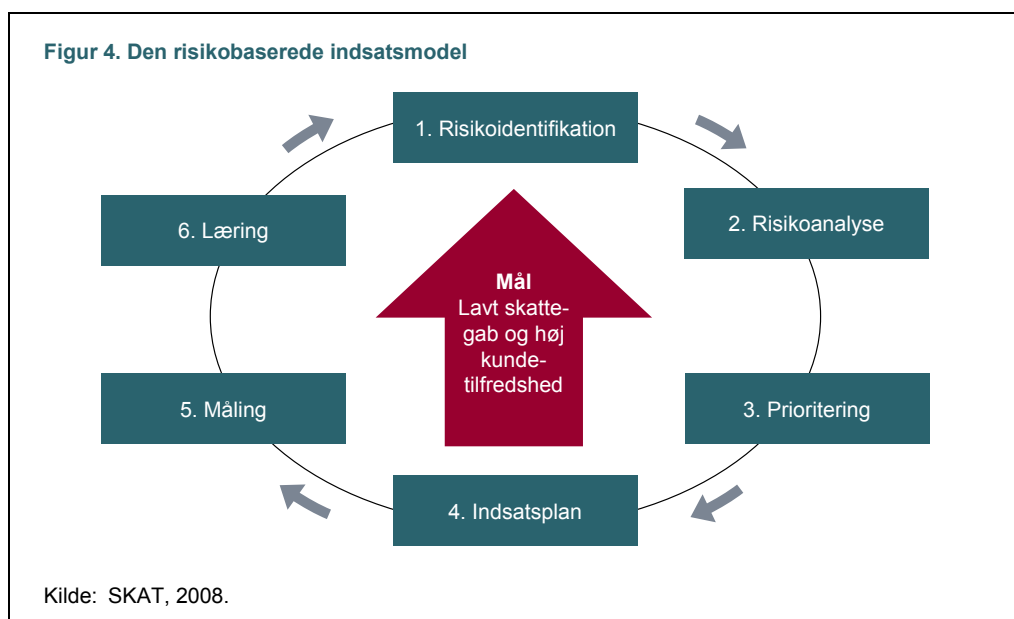 Figur 4. Den risikobaserede indsatsmodel
1. Risikoidentifikation
6. Læring
2. Risikoanalyse
Mål
Lavt skatte-
gab og høj
kunde-
tilfredshed
5. Måling
3. Prioritering
4. Indsatsplan
Kilde: SKAT, 2008.